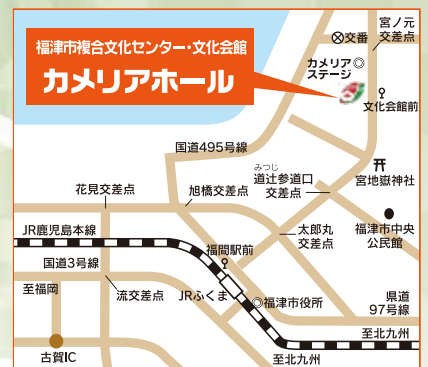 福津市複合文化センター・文化会館
カメリアホール
宮ノ元
交差点
交番
カメリア
ステージ
文化会館前
国道495号線
みつじ
道辻参道口
交差点
宮地嶽神社
花見交差点
旭橋交差点
太郎丸
交差点
福津市中央
公民館
JR鹿児島本線
福間駅前
国道3号線
至福岡
流交差点
JRふくま
福津市役所
県道
97号線
至北九州
古賀IC
至北九州